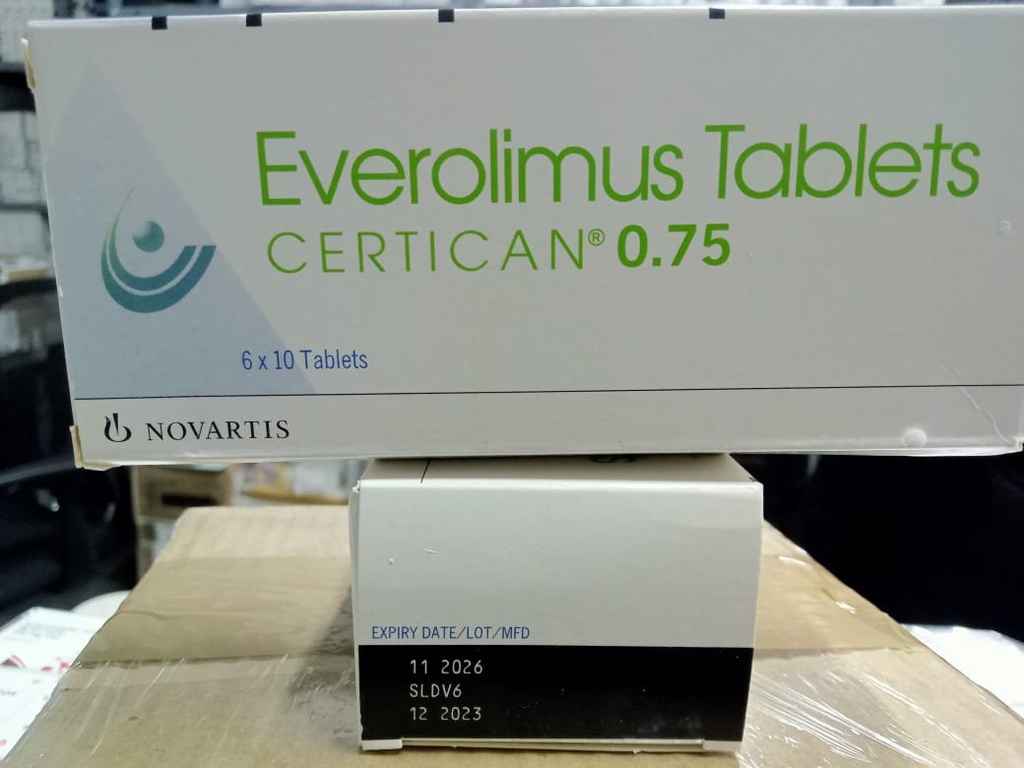 Everolimus Tablets
CERTICAN® 0.75
6 x 10 Tablets
NOVARTIS
EXPIRY DATE/LOT/MFD
11 2026
SLDV6
12 2023